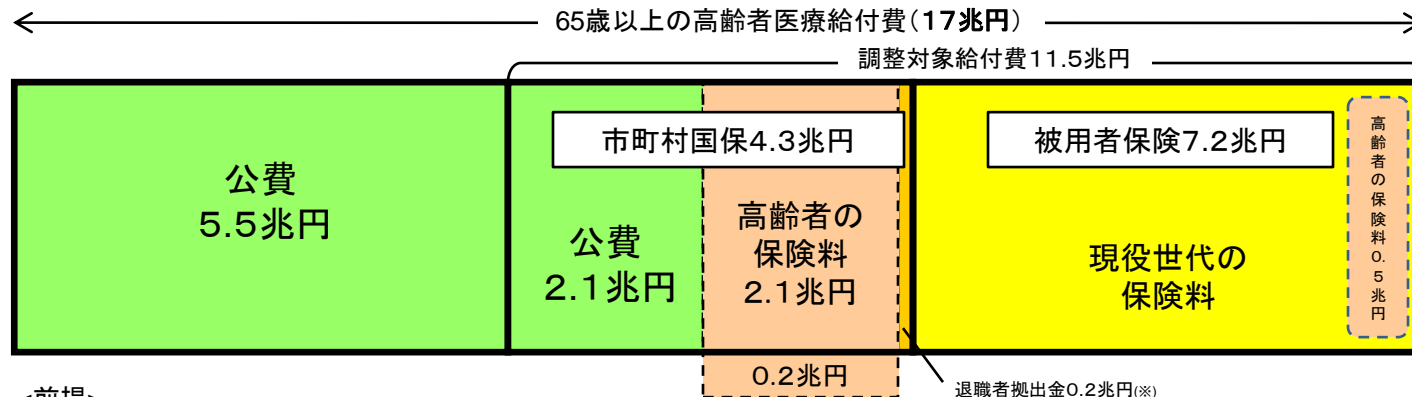 65歳以上の高齢者医療給付費(17兆円)
調整対象給付費11.5兆円
公費
5.5兆円
市町村国保4.3兆円
公費
2.1兆円
高齢者の
保険料
2.1兆円
被用者保険7.2兆円
現役世代の
保険料
高齢者の保険料0.5兆円
0.2兆円
退職者拠出金0.2兆円(※)
<前提>